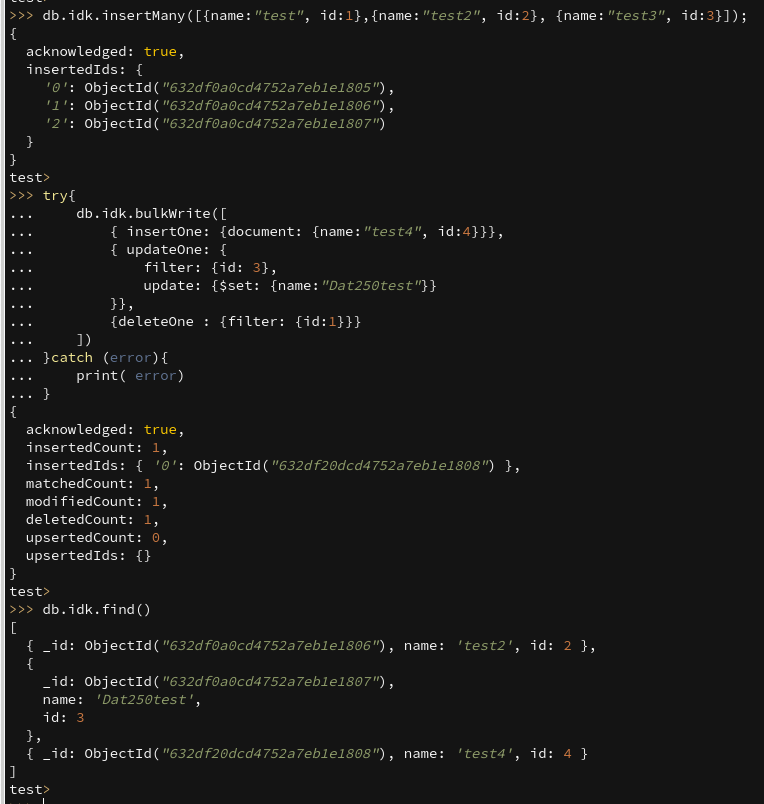 test>
>>> db.idk.insertMany([{name:"test", id:1},{name:"test2", id:2}, {name:"test3", id:3}]);
{
  acknowledged: true,
  insertedIds: {
    '0': ObjectId("632df0a0cd4752a7eb1e1805"),
    '1': ObjectId("632df0a0cd4752a7eb1e1806"),
    '2': ObjectId("632df0a0cd4752a7eb1e1807")
  }
}
test>
>>> try{
...     db.idk.bulkWrite([
...         { insertOne: {document: {name:"test4", id:4}}},
...         { updateOne: {
...             filter: {id: 3},
...             update: {$set: {name:"Dat250test"}}
...         }},
...         {deleteOne : {filter: {id:1}}}
...     ])
... }catch (error){
...     print( error)
... }
{
  acknowledged: true,
  insertedCount: 1,
  insertedIds: { '0': ObjectId("632df20dcd4752a7eb1e1808") },
  matchedCount: 1,
  modifiedCount: 1,
  deletedCount: 1,
  upsertedCount: 0,
  upsertedIds: {}
}
test>
>>> db.idk.find()
[
  { _id: ObjectId("632df0a0cd4752a7eb1e1806"), name: 'test2', id: 2 },
  {
    _id: ObjectId("632df0a0cd4752a7eb1e1807"),
    name: 'Dat250test',
    id: 3
  },
  { _id: ObjectId("632df20dcd4752a7eb1e1808"), name: 'test4', id: 4 }
]
test>